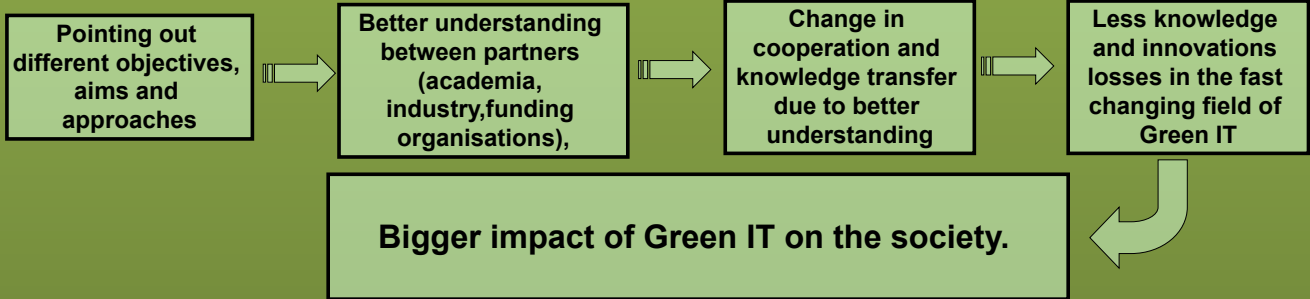 Pointing out
different objectives,
aims and
approaches
Better understanding
between partners
(academia,
industry,funding
organisations),
Change in
cooperation and
knowledge transfer
due to better
understanding
Less knowledge
and innovations
losses in the fast
changing field of
Green IT
Bigger impact of Green IT on the society.